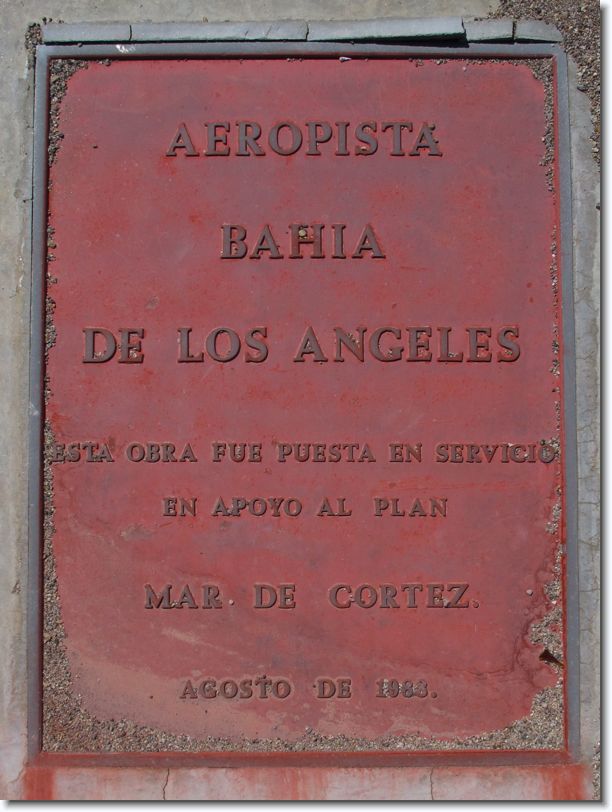 AEROPISTA
BAHIA
DE LOS ANGELES
ESTA OBRA FUE PUESTA EN SERVICIO
EN APOYO AL PLAN
MAR DE CORTEZ.
AGOSTO DE 1988.